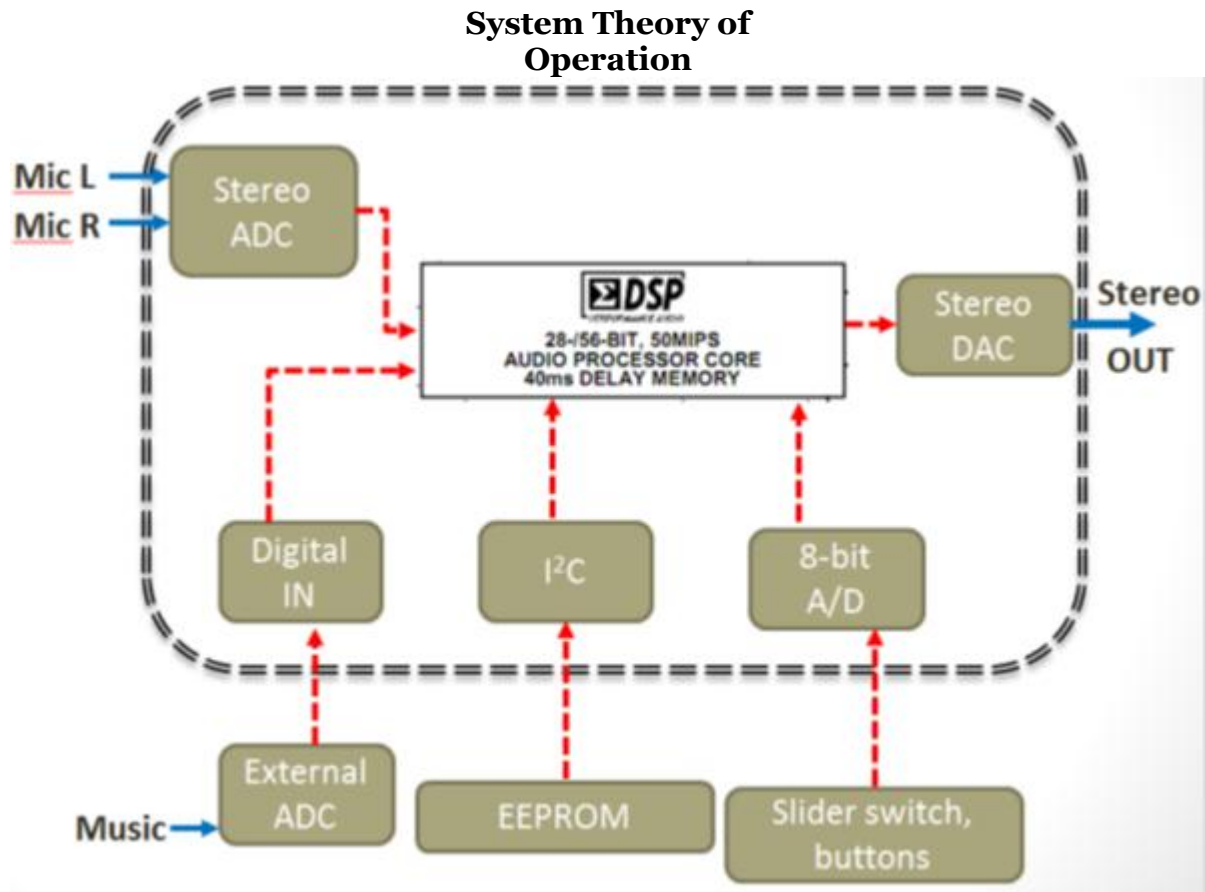 System Theory of
Operation
Mic L
Mic R
Stereo
ADC
ΣDSP
28-/56-BIT, 50MIPS
AUDIO PROCESSOR CORE
40ms DELAY MEMORY
Stereo
DAC
Stereo
OUT
Digital
IN
I²C
8-bit
A/D
External
ADC
Music
EEPROM
Slider switch,
buttons